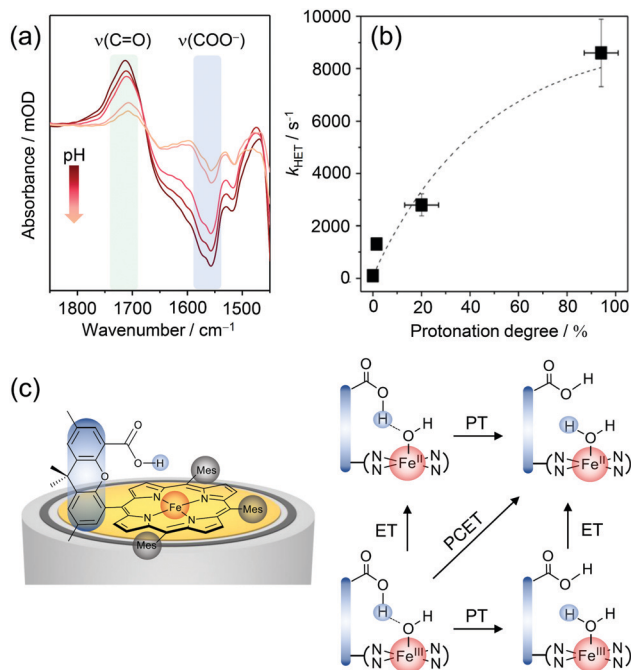 (a)
ν(C=O) ν(COO⁻)
Absorbance / mOD
pH
1800 1700 1600 1500
Wavenumber / cm⁻¹
(b)
k_HET / s⁻¹
10000
8000
6000
4000
2000
0
0 20 40 60 80 100
Protonation degree / %
(c)
O
O H
O
Mes
N N
Fe
N N
Mes
Mes
O
O
H
H H
O
N Fe^II N
N N
PT
O
O H
H H
O
N Fe^II N
N N
ET
PCET
ET
O
O
H
H H
O
N Fe^III N
N N
PT
O
O H
H H
O
N Fe^III N
N N